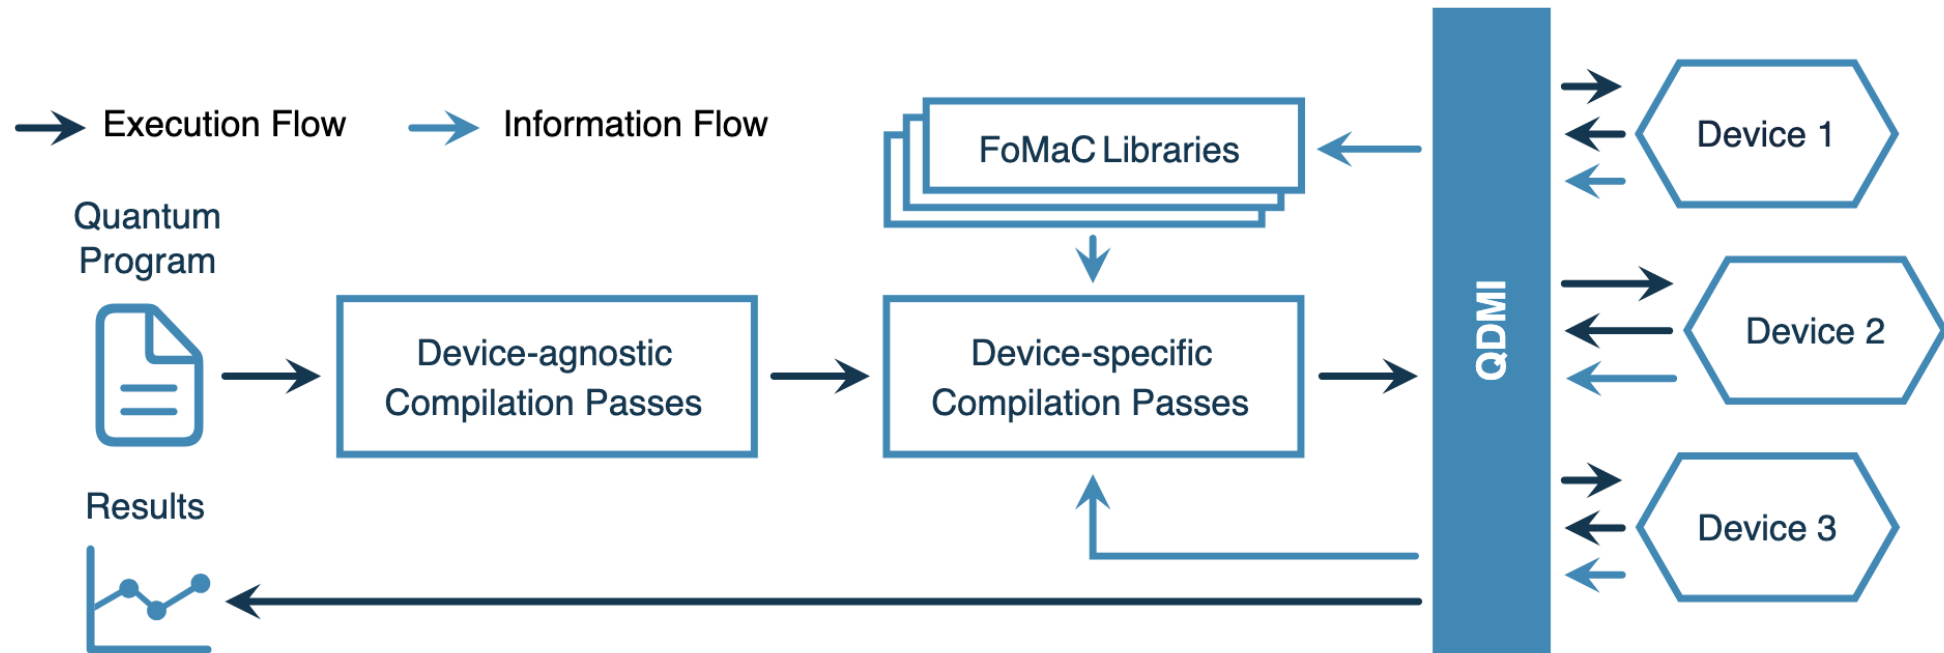 Execution Flow
Information Flow
FoMaC Libraries
Device 1
Quantum
Program
QDMI
Device-agnostic
Compilation Passes
Device-specific
Compilation Passes
Device 2
Results
Device 3